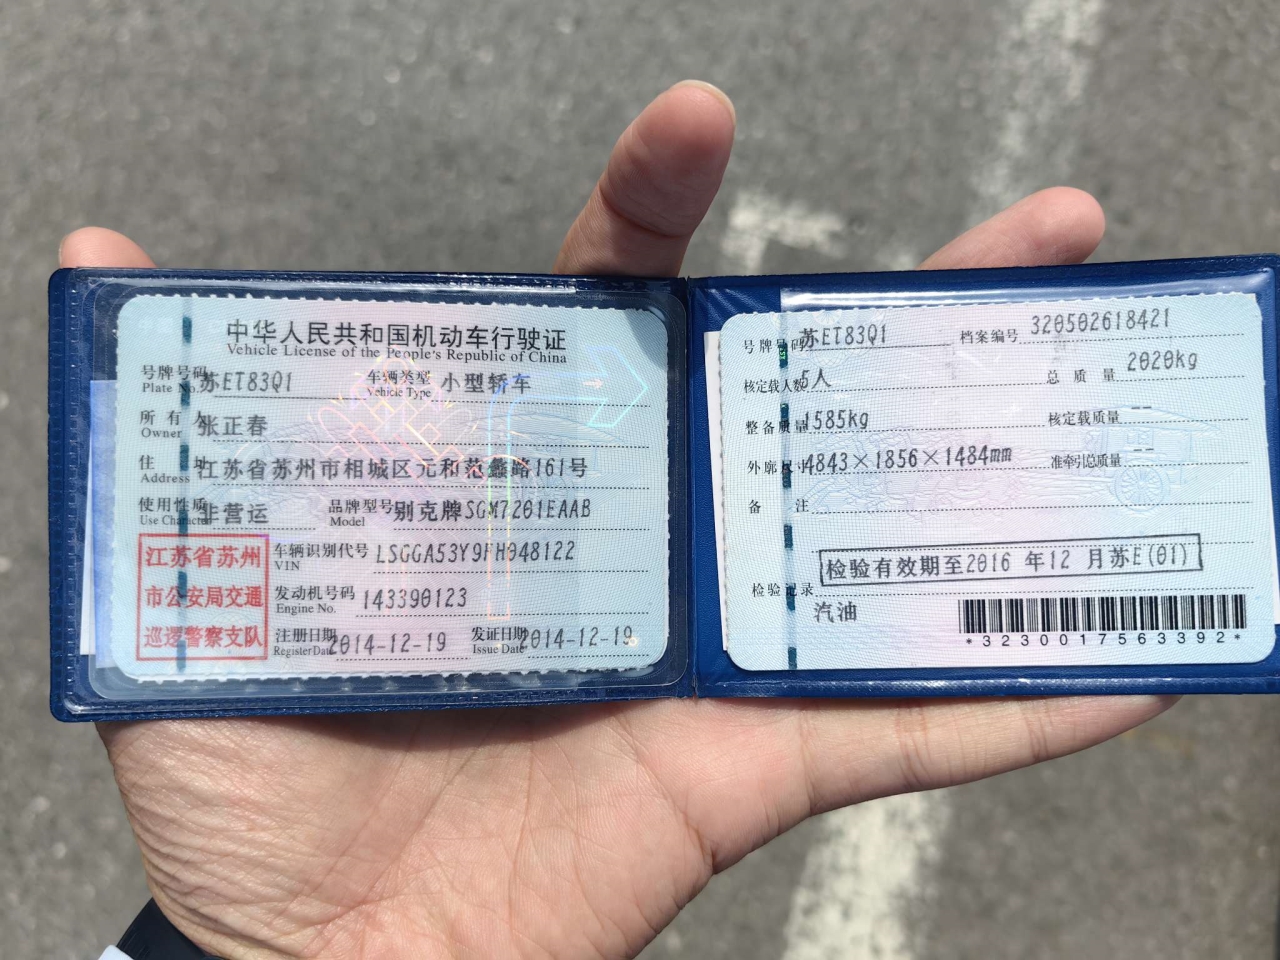 中华人民共和国机动车行驶证
Vehicle License of the People's Republic of China
号牌号码 苏ET83Q1 车辆类型 小型轿车
Plate No. Vehicle Type
所有人 张正春
Owner
住址 江苏省苏州市相城区元和范蠡路161号
Address
使用性质 非营运 品牌型号 别克牌SGM7201EAAB
Use Character Model
江苏省苏州
市公安局交通
巡逻警察支队
车辆识别代号 LSGGA53Y9FH048122
VIN
发动机号码 143390123
Engine No.
注册日期 2014-12-19 发证日期 2014-12-19
Register Date Issue Date
号牌号码 苏ET83Q1 档案编号 320502618421
核定载人数 5人 总质量 2020kg
整备质量 1585kg 核定载质量 --
外廓尺寸 4843×1856×1484mm 准牵引总质量 --
备注
检验记录
检验有效期至2016 年12 月苏E(01)
汽油
*3230017563392*